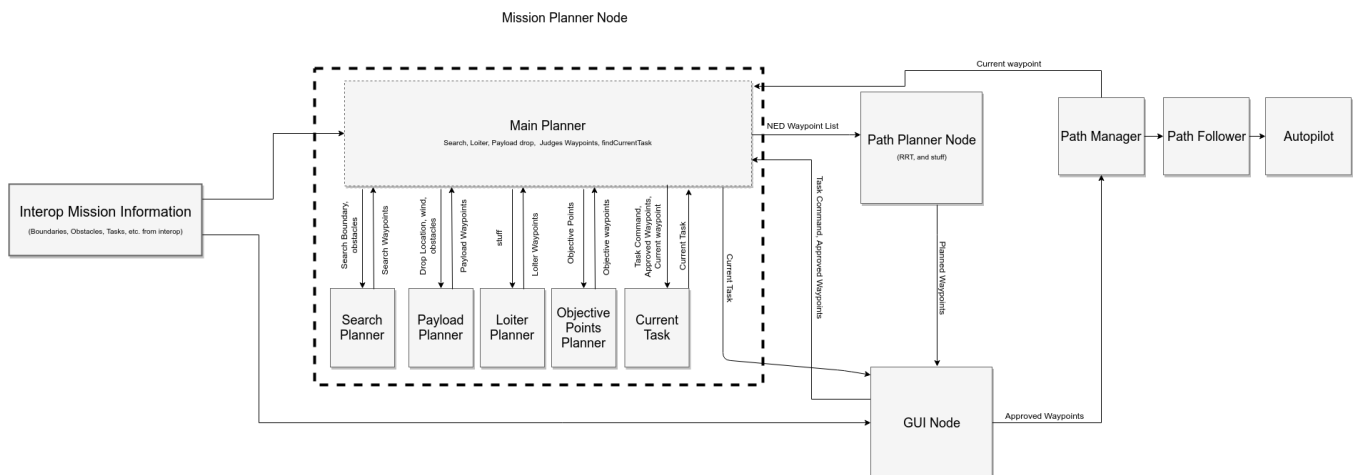 Mission Planner Node
Current waypoint
Main Planner
Search, Loiter, Payload drop, Judges Waypoints, findCurrentTask
NED Waypoint List
Path Planner Node
(RRT, and stuff)
Path Manager
Path Follower
Autopilot
Interop Mission Information
(Boundaries, Obstacles, Tasks, etc. from interop)
Search Boundary,
obstacles
Search Waypoints
Drop Location, wind,
obstacles
Payload Waypoints
stuff
Loiter Waypoints
Objective Points
Objective waypoints
Task Command,
Approved Waypoints,
Current waypoint
Current Task
Current Task
Task Command, Approved Waypoints
Planned Waypoints
Search
Planner
Payload
Planner
Loiter
Planner
Objective
Points
Planner
Current
Task
GUI Node
Approved Waypoints